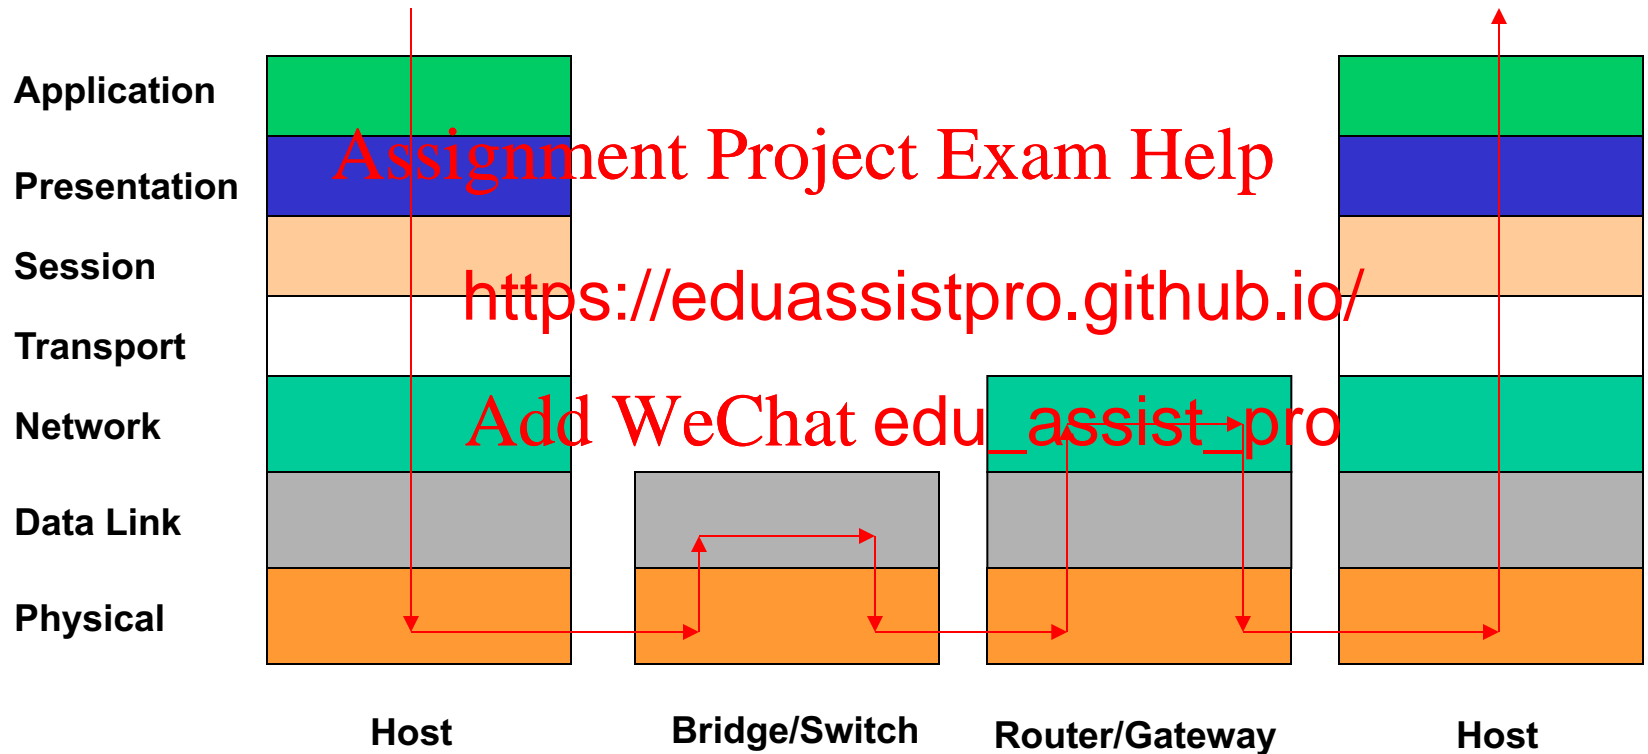 Application
Assignment Project Exam Help
Presentation
Session
https://eduassistpro.github.io/
Transport
Add WeChat edu_assist_pro
Network
Data Link
Physical
Host
Bridge/Switch
Router/Gateway
Host